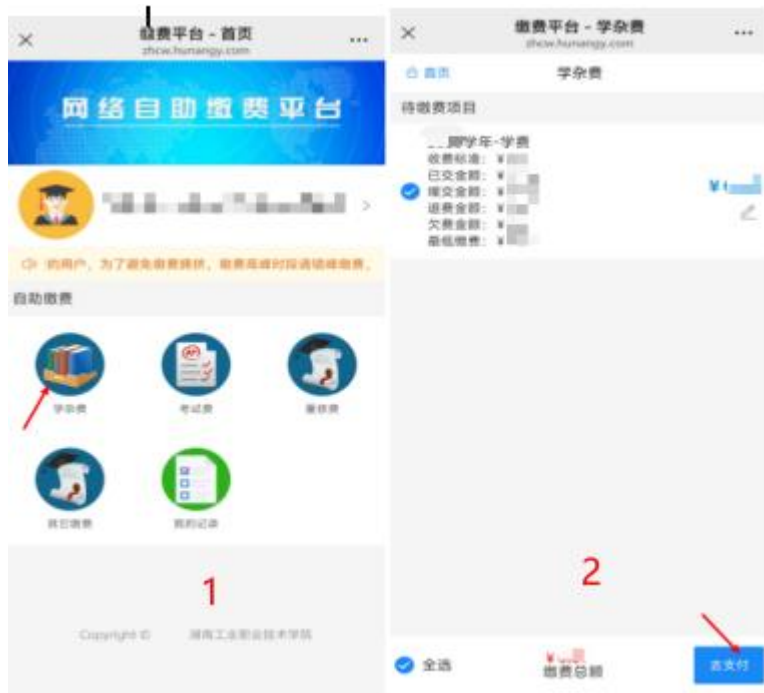 缴费平台 - 首页
zhcw.hunangy.com
网络自助缴费平台
的用户，为了避免缴费拥挤，缴费高峰时段请错峰缴费。
自助缴费
学杂费
考试费
重修费
其它缴费
我的记录
1
Copyright © 湖南工业职业技术学院
缴费平台 - 学杂费
zhcw.hunangy.com
首页
学杂费
待缴费项目
学年-学费
收费标准：¥
已交金额：¥
缓交金额：¥
退费金额：¥
欠费金额：¥
最低缴费：¥
¥
2
全选
¥
缴费总额
去支付